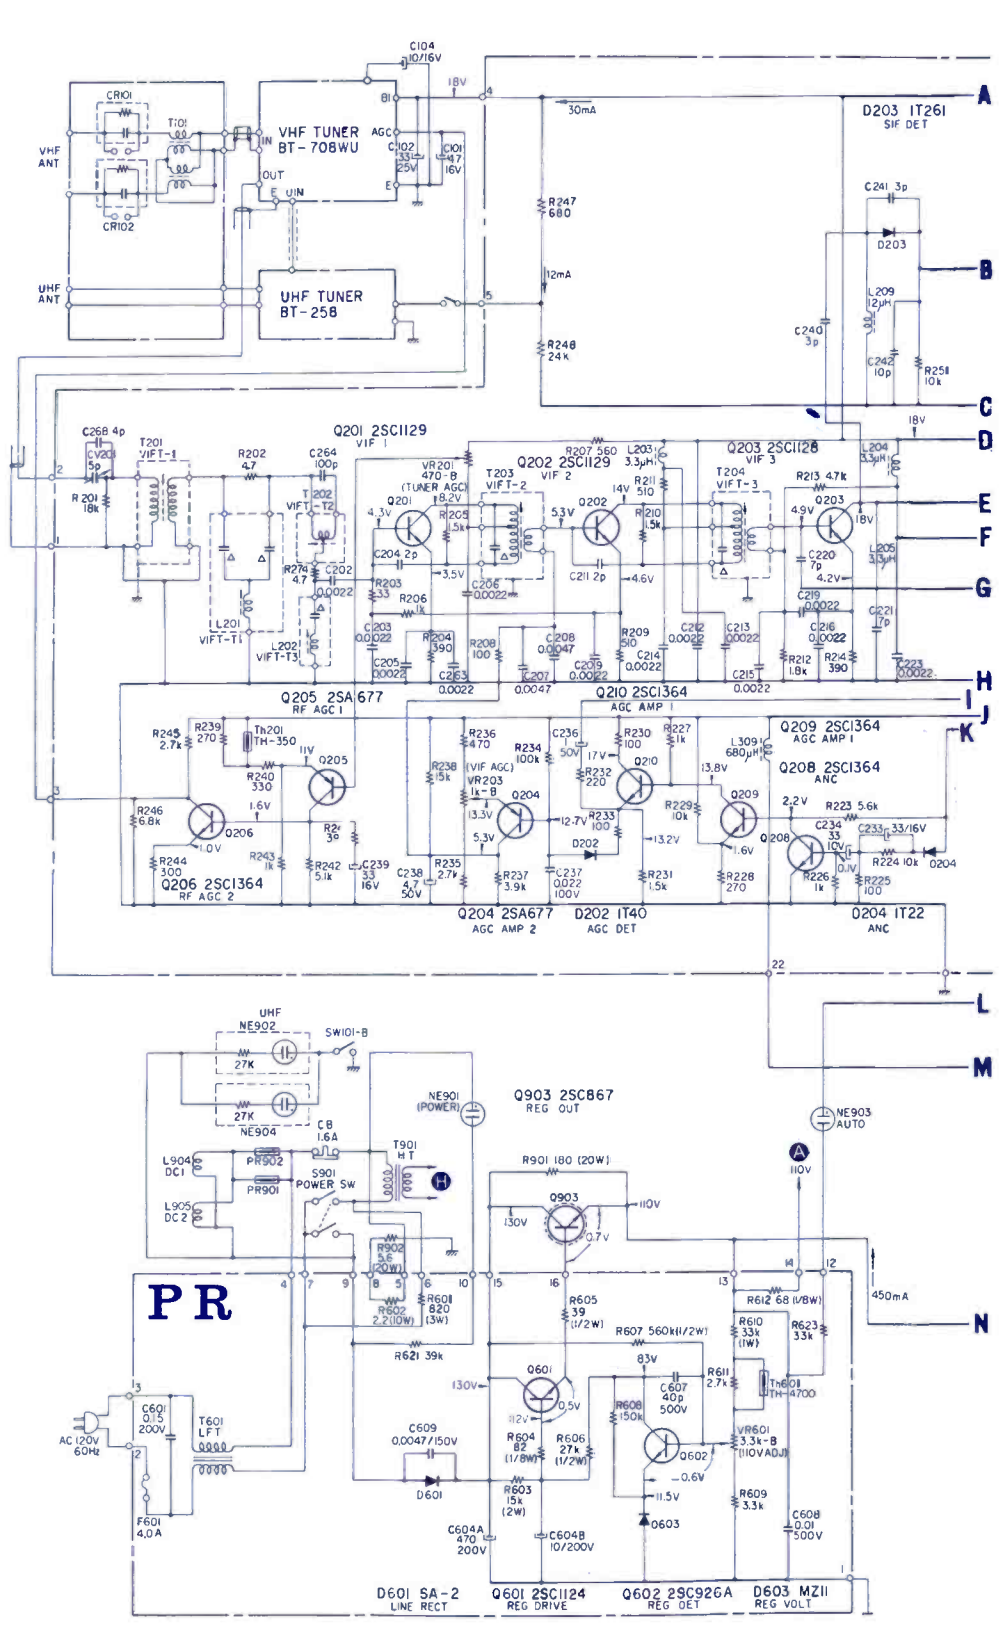 C104
10/16V
18V
4
A
CR101
BI
30mA
D203 IT261
SIF DET
T101
VHF
ANT
IN
VHF TUNER
BT-708WU
AGC
C102
33
25V
C101
47
16V
OUT
E
E
UIN
C241 3p
CR102
R247
680
D203
12mA
B
UHF
ANT
UHF TUNER
BT-258
5
L209
12µH
C240
3p
R248
24k
C242
10p
R251
10k
C
C268 4p
CV201
5p
2
T201
VIFT-1
R202
4.7
C264
100p
Q201 2SC1129
VIF 1
VR201
470-B
(TUNER AGC)
R207 560
L203
3.3µH
Q202 2SC1129
VIF 2
Q203 2SC1128
VIF 3
18V
D
L204
3.3µH
R201
18k
T202
VIFT-T2
Q201
8.2V
T203
VIFT-2
R211
510
T204
VIFT-3
R213 4.7k
14V
Q202
Q203
E
4.3V
R205
1.5k
5.3V
R210
1.5k
4.9V
18V
1
F
R274
4.7
C202
0.0022
C204 2p
3.5V
C206
0.0022
C211 2p
4.6V
C220
7p
4.2V
L205
3.3µH
G
R203
33
R206
1k
C219
0.0022
L201
VIFT-T1
L202
VIFT-T3
C203
0.0022
R204
390
R208
100
C208
0.0047
R209
510
C212
0.0022
C213
0.0022
C216
0.0022
C221
7p
C205
0.0022
C263
0.0022
C207
0.0047
C209
0.0022
C214
0.0022
C215
0.0022
R212
1.8k
R214
390
C223
0.0022
H
Q205 2SA677
RF AGC 1
Q210 2SC1364
AGC AMP 1
I
J
K
R245
2.7k
R239
270
Th201
TH-350
11V
Q205
R236
470
R238
15k
(VIF AGC)
VR203
1k-B
R234
100k
C236
1
50V
R230
100
R227
1k
17V
L309
680µH
Q209 2SC1364
AGC AMP 1
Q208 2SC1364
ANC
R240
330
R232
220
Q210
13.8V
3
R246
6.8k
1.6V
Q206
1.0V
R243
1k
R242
5.1k
C239
33
16V
13.3V
Q204
5.3V
12.7V
R233
100
D202
13.2V
R229
10k
Q209
1.6V
2.2V
Q208
R223 5.6k
C234
33
10V
C233 33/16V
0.1V
R224 10k
D204
R244
300
Q206 2SC1364
RF AGC 2
C238
4.7
50V
R235
2.7k
R237
3.9k
C237
0.022
100V
R231
1.5k
R228
270
R226
1k
R225
100
Q204 2SA677
AGC AMP 2
D202 IT40
AGC DET
D204 IT22
ANC
22
L
UHF
NE902
SW101-B
27K
M
27K
NE904
NE901
(POWER)
Q903 2SC867
REG OUT
NE903
AUTO
CB
1.6A
T901
HT
A
110V
L904
DC1
PR902
S901
POWER SW
H
R901 180 (20W)
PR901
Q903
L905
DC2
130V
110V
0.7V
R902
5.6
(20W)
4
7
9
8
5
6
10
15
16
13
14
12
PR
R602
2.2(10W)
R601
820
(3W)
R605
39
(1/2W)
R612 68 (1/8W)
450mA
N
R621 39k
R607 560k(1/2W)
R610
33k
(1W)
R623
33k
83V
Q601
R611
2.7k
Th601
TH-4700
3
130V
C607
40p
500V
0.5V
112V
R608
150k
AC 120V
60Hz
C601
0.15
200V
T601
LFT
2
C609
0.0047/150V
R604
82
(1/8W)
R606
27k
(1/2W)
Q602
VR601
3.3k-B
(110V ADJ)
0.6V
D601
R603
15k
(2W)
11.5V
R609
3.3k
F601
4.0A
C604A
470
200V
C604B
10/200V
D603
C608
0.01
500V
1
D601 SA-2
LINE RECT
Q601 2SC1124
REG DRIVE
Q602 2SC926A
REG DET
D603 MZ11
REG VOLT